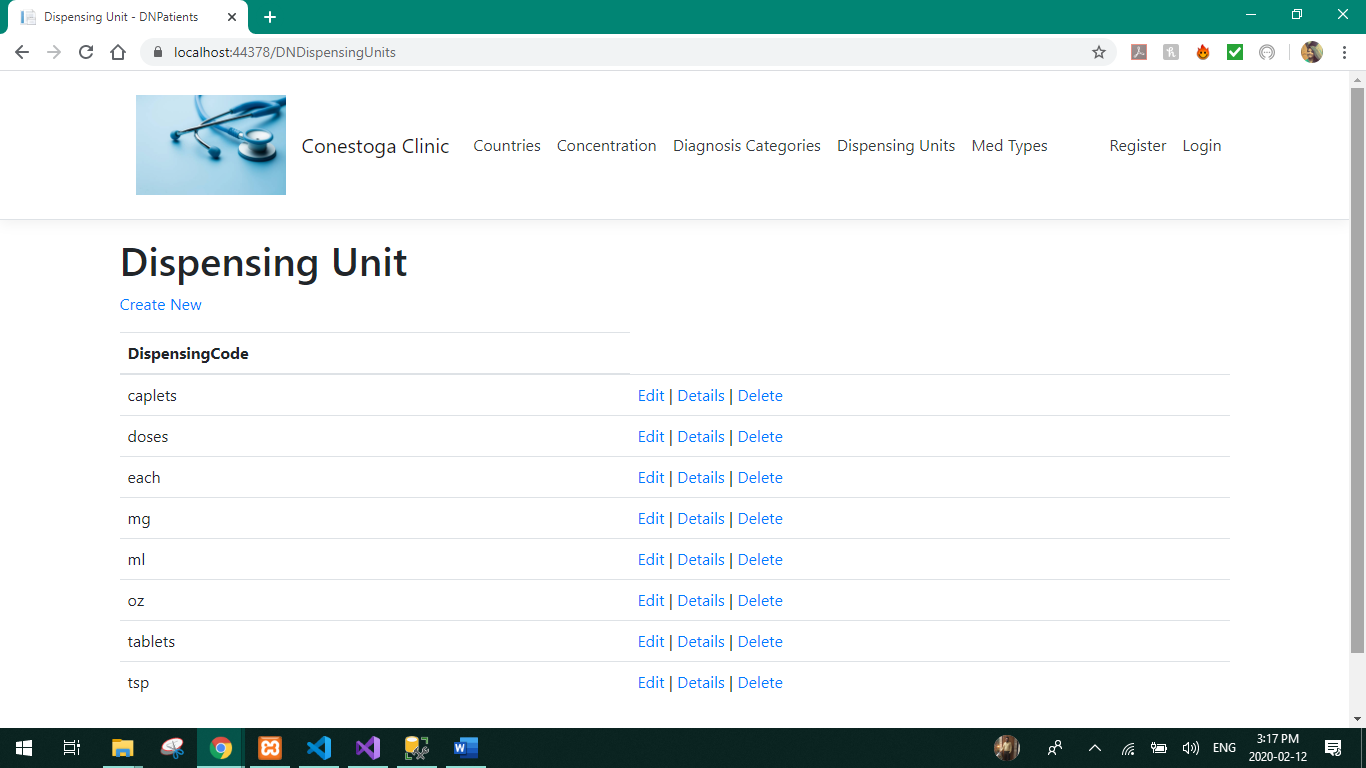 Dispensing Unit - DNPatients
localhost:44378/DNDispensingUnits
Conestoga Clinic Countries Concentration Diagnosis Categories Dispensing Units Med Types Register Login
Dispensing Unit
Create New
DispensingCode
caplets Edit | Details | Delete
doses Edit | Details | Delete
each Edit | Details | Delete
mg Edit | Details | Delete
ml Edit | Details | Delete
oz Edit | Details | Delete
tablets Edit | Details | Delete
tsp Edit | Details | Delete
ENG
3:17 PM
2020-02-12